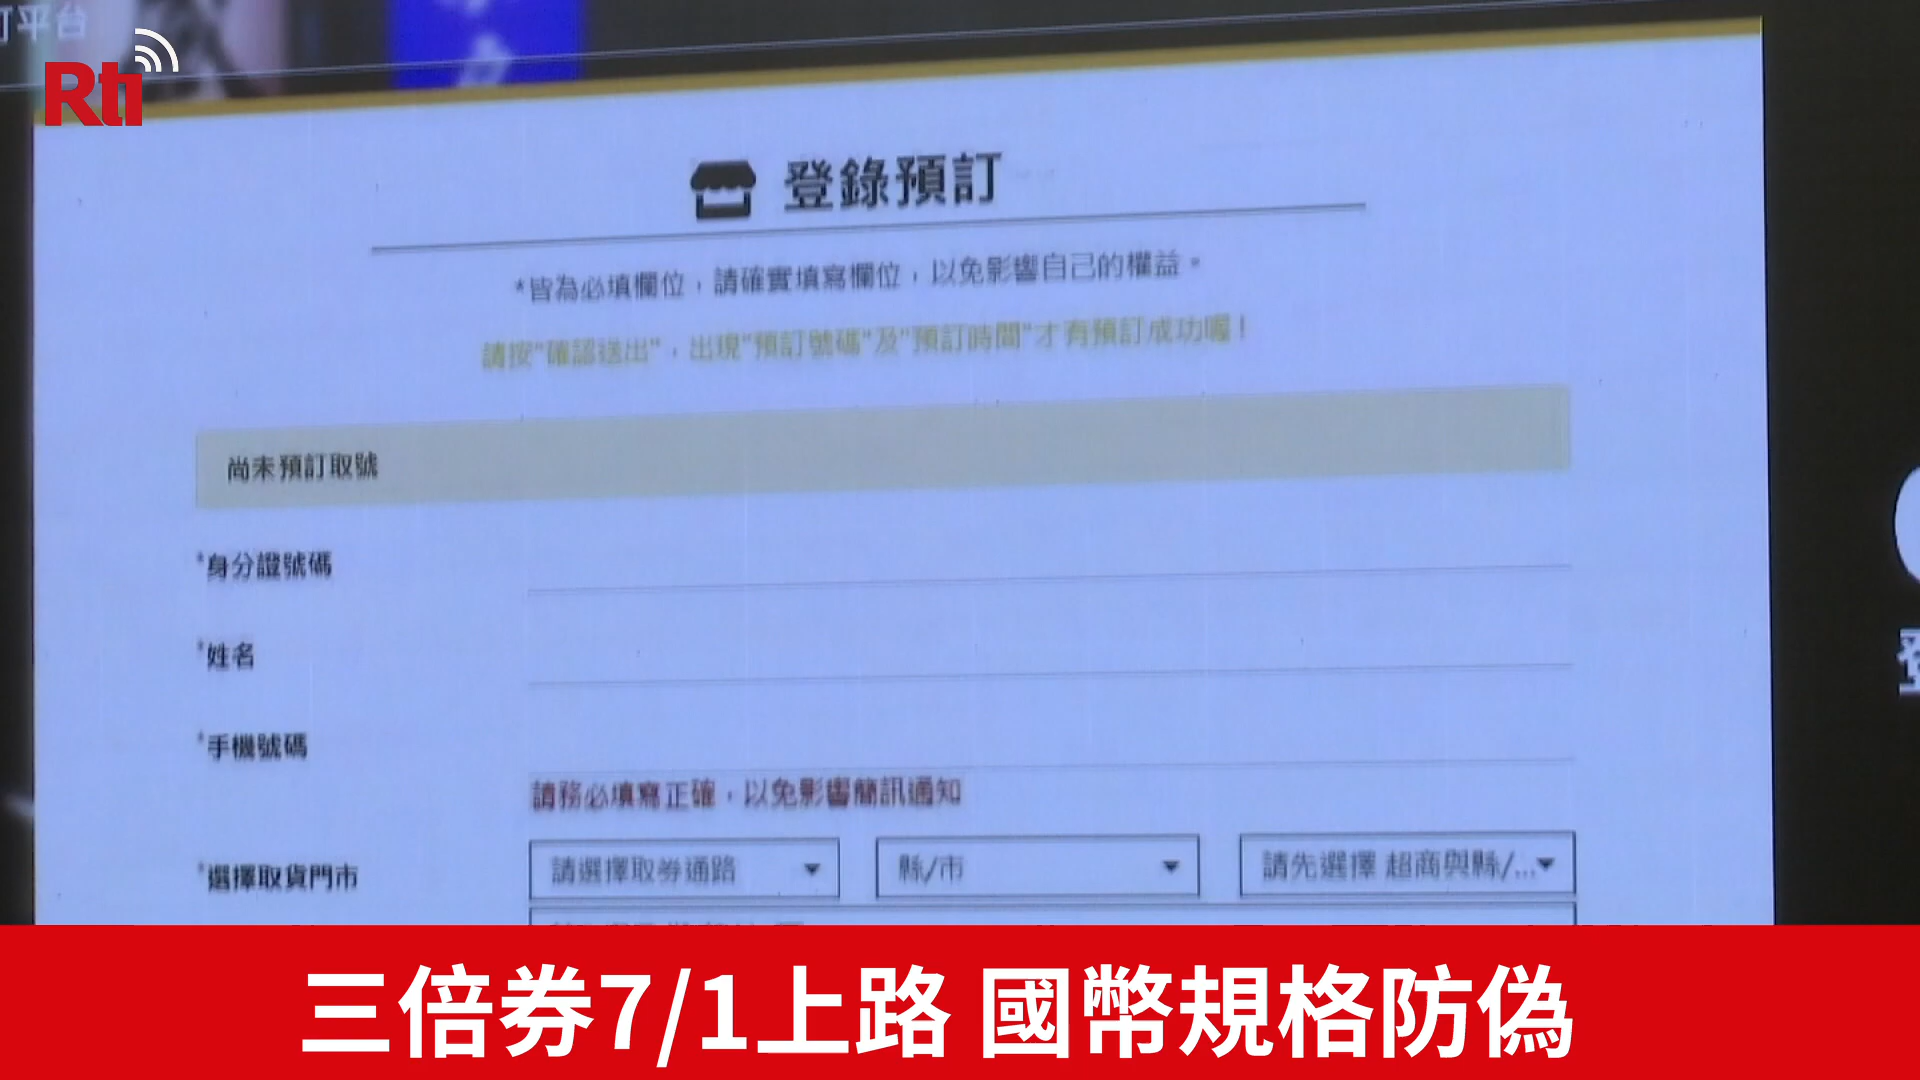 訂平台
Rti
登錄預訂
*皆為必填欄位，請確實填寫欄位，以免影響自己的權益。
請按"確認送出"，出現"預訂號碼"及"預訂時間"才有預訂成功喔！
尚未預訂取號
*身分證號碼
*姓名
*手機號碼
請務必填寫正確，以免影響簡訊通知
*選擇取貨門市
請選擇取券通路
縣/市
請先選擇 超商與縣/...
三倍券7/1上路 國幣規格防偽